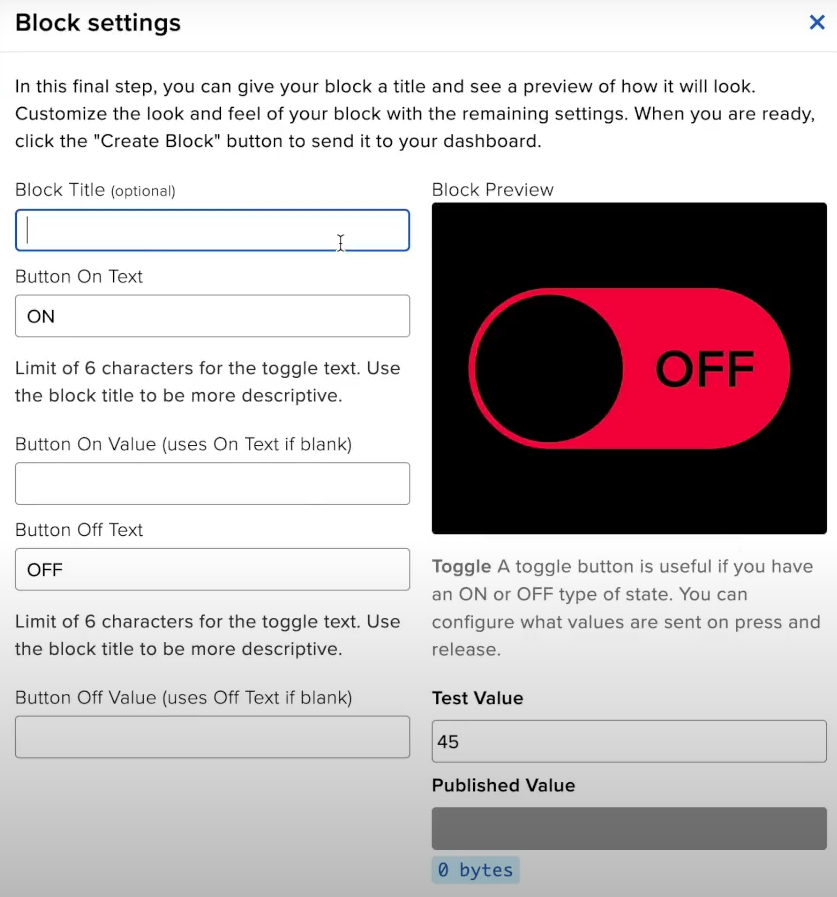 Block settings
In this final step, you can give your block a title and see a preview of how it will look.
Customize the look and feel of your block with the remaining settings. When you are ready,
click the "Create Block" button to send it to your dashboard.
Block Title (optional)
Button On Text
ON
Limit of 6 characters for the toggle text. Use
the block title to be more descriptive.
Button On Value (uses On Text if blank)
Button Off Text
OFF
Limit of 6 characters for the toggle text. Use
the block title to be more descriptive.
Button Off Value (uses Off Text if blank)
Block Preview
OFF
Toggle A toggle button is useful if you have
an ON or OFF type of state. You can
configure what values are sent on press and
release.
Test Value
45
Published Value
0 bytes